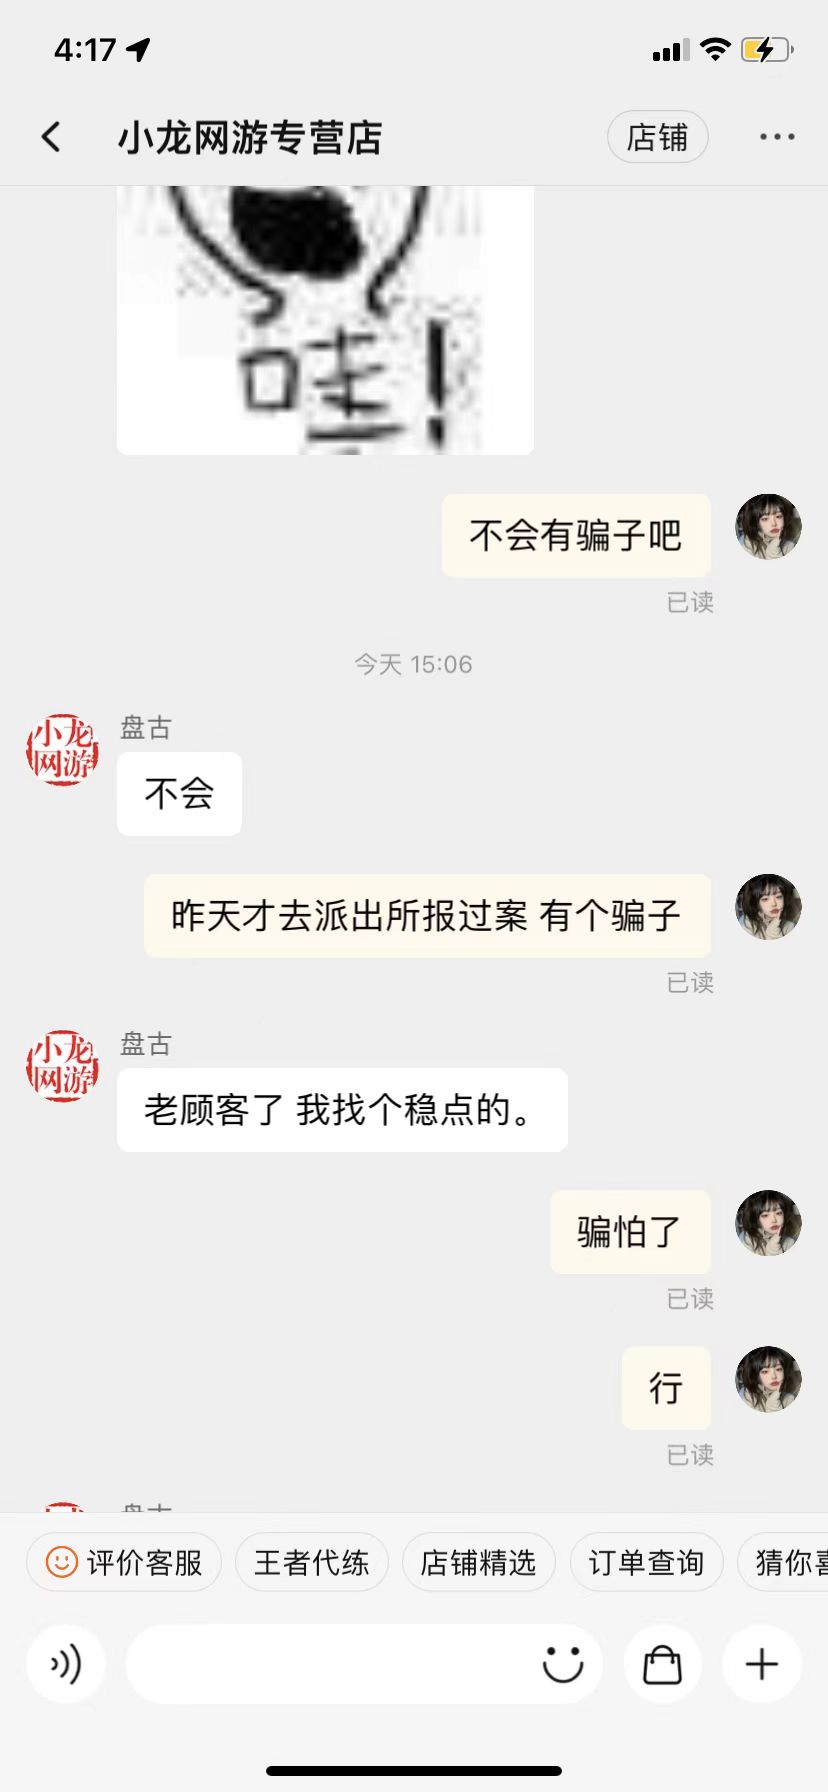 4:17
小龙网游专营店
店铺
哇!
不会有骗子吧
已读
今天 15:06
小龙
网游
盘古
不会
昨天才去派出所报过案 有个骗子
已读
小龙
网游
盘古
老顾客了 我找个稳点的。
骗怕了
已读
行
已读
盘古
评价客服
王者代练
店铺精选
订单查询
猜你喜